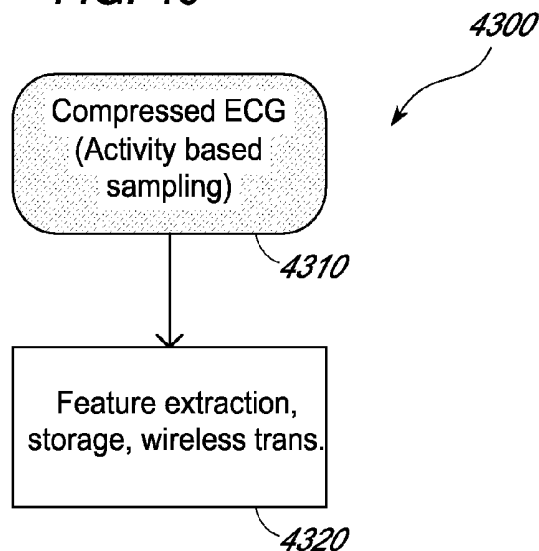 4300
Compressed ECG
(Activity based
sampling)
4310
Feature extraction,
storage, wireless trans.
4320